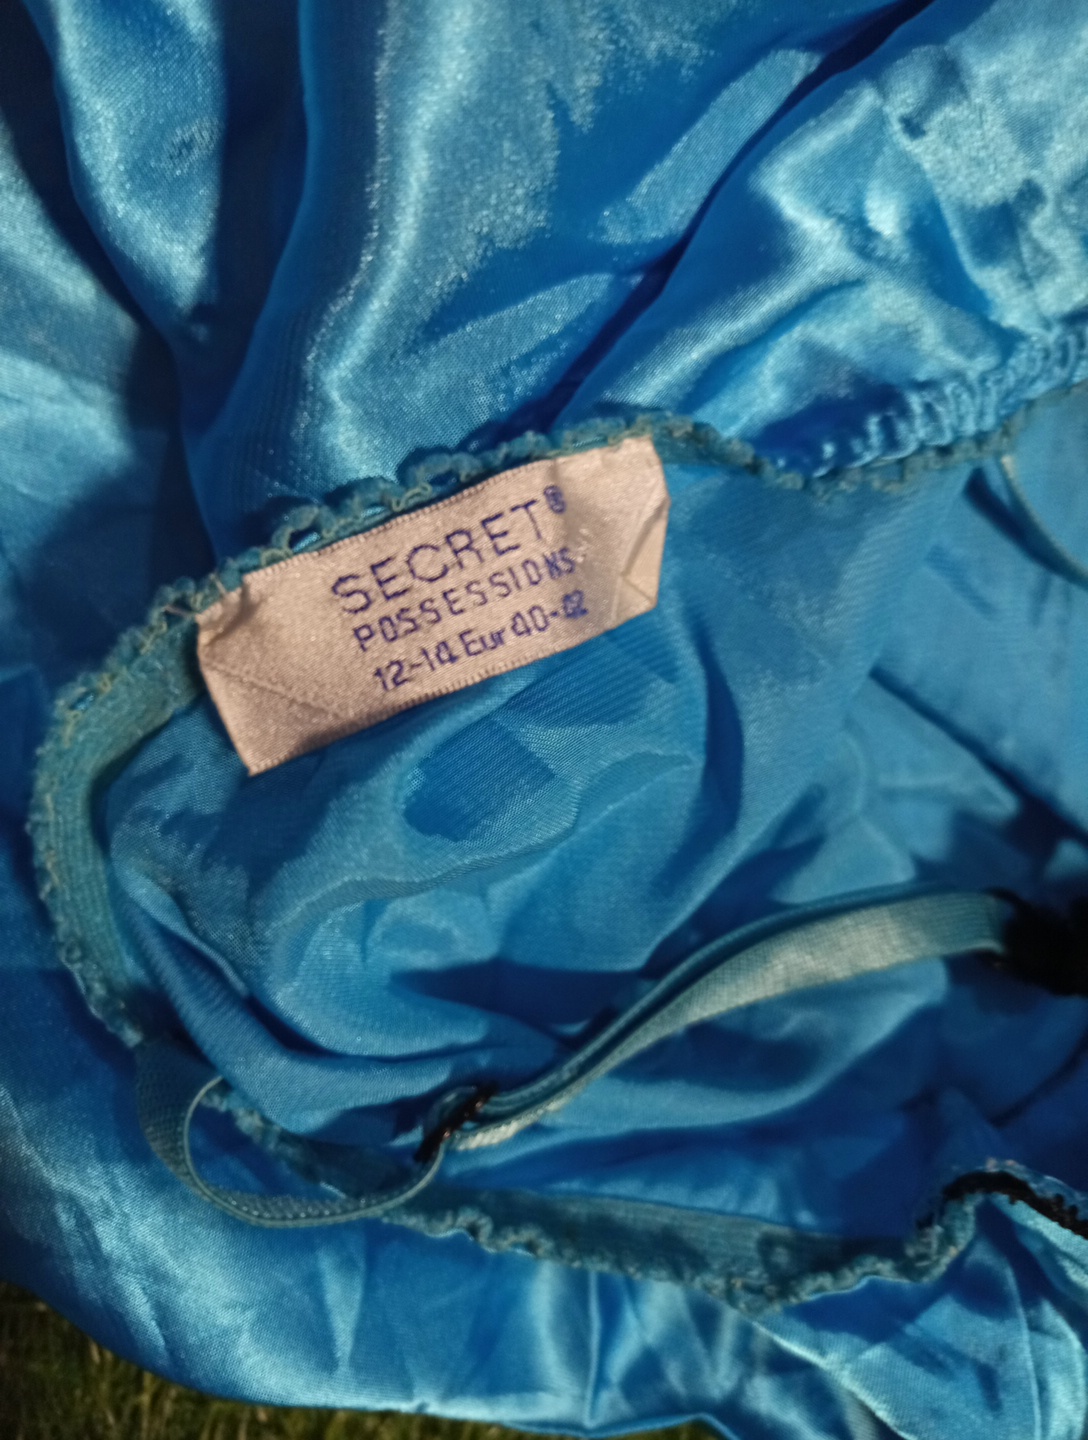 SECRET®
POSSESSIONS
12-14 Eur 40-42